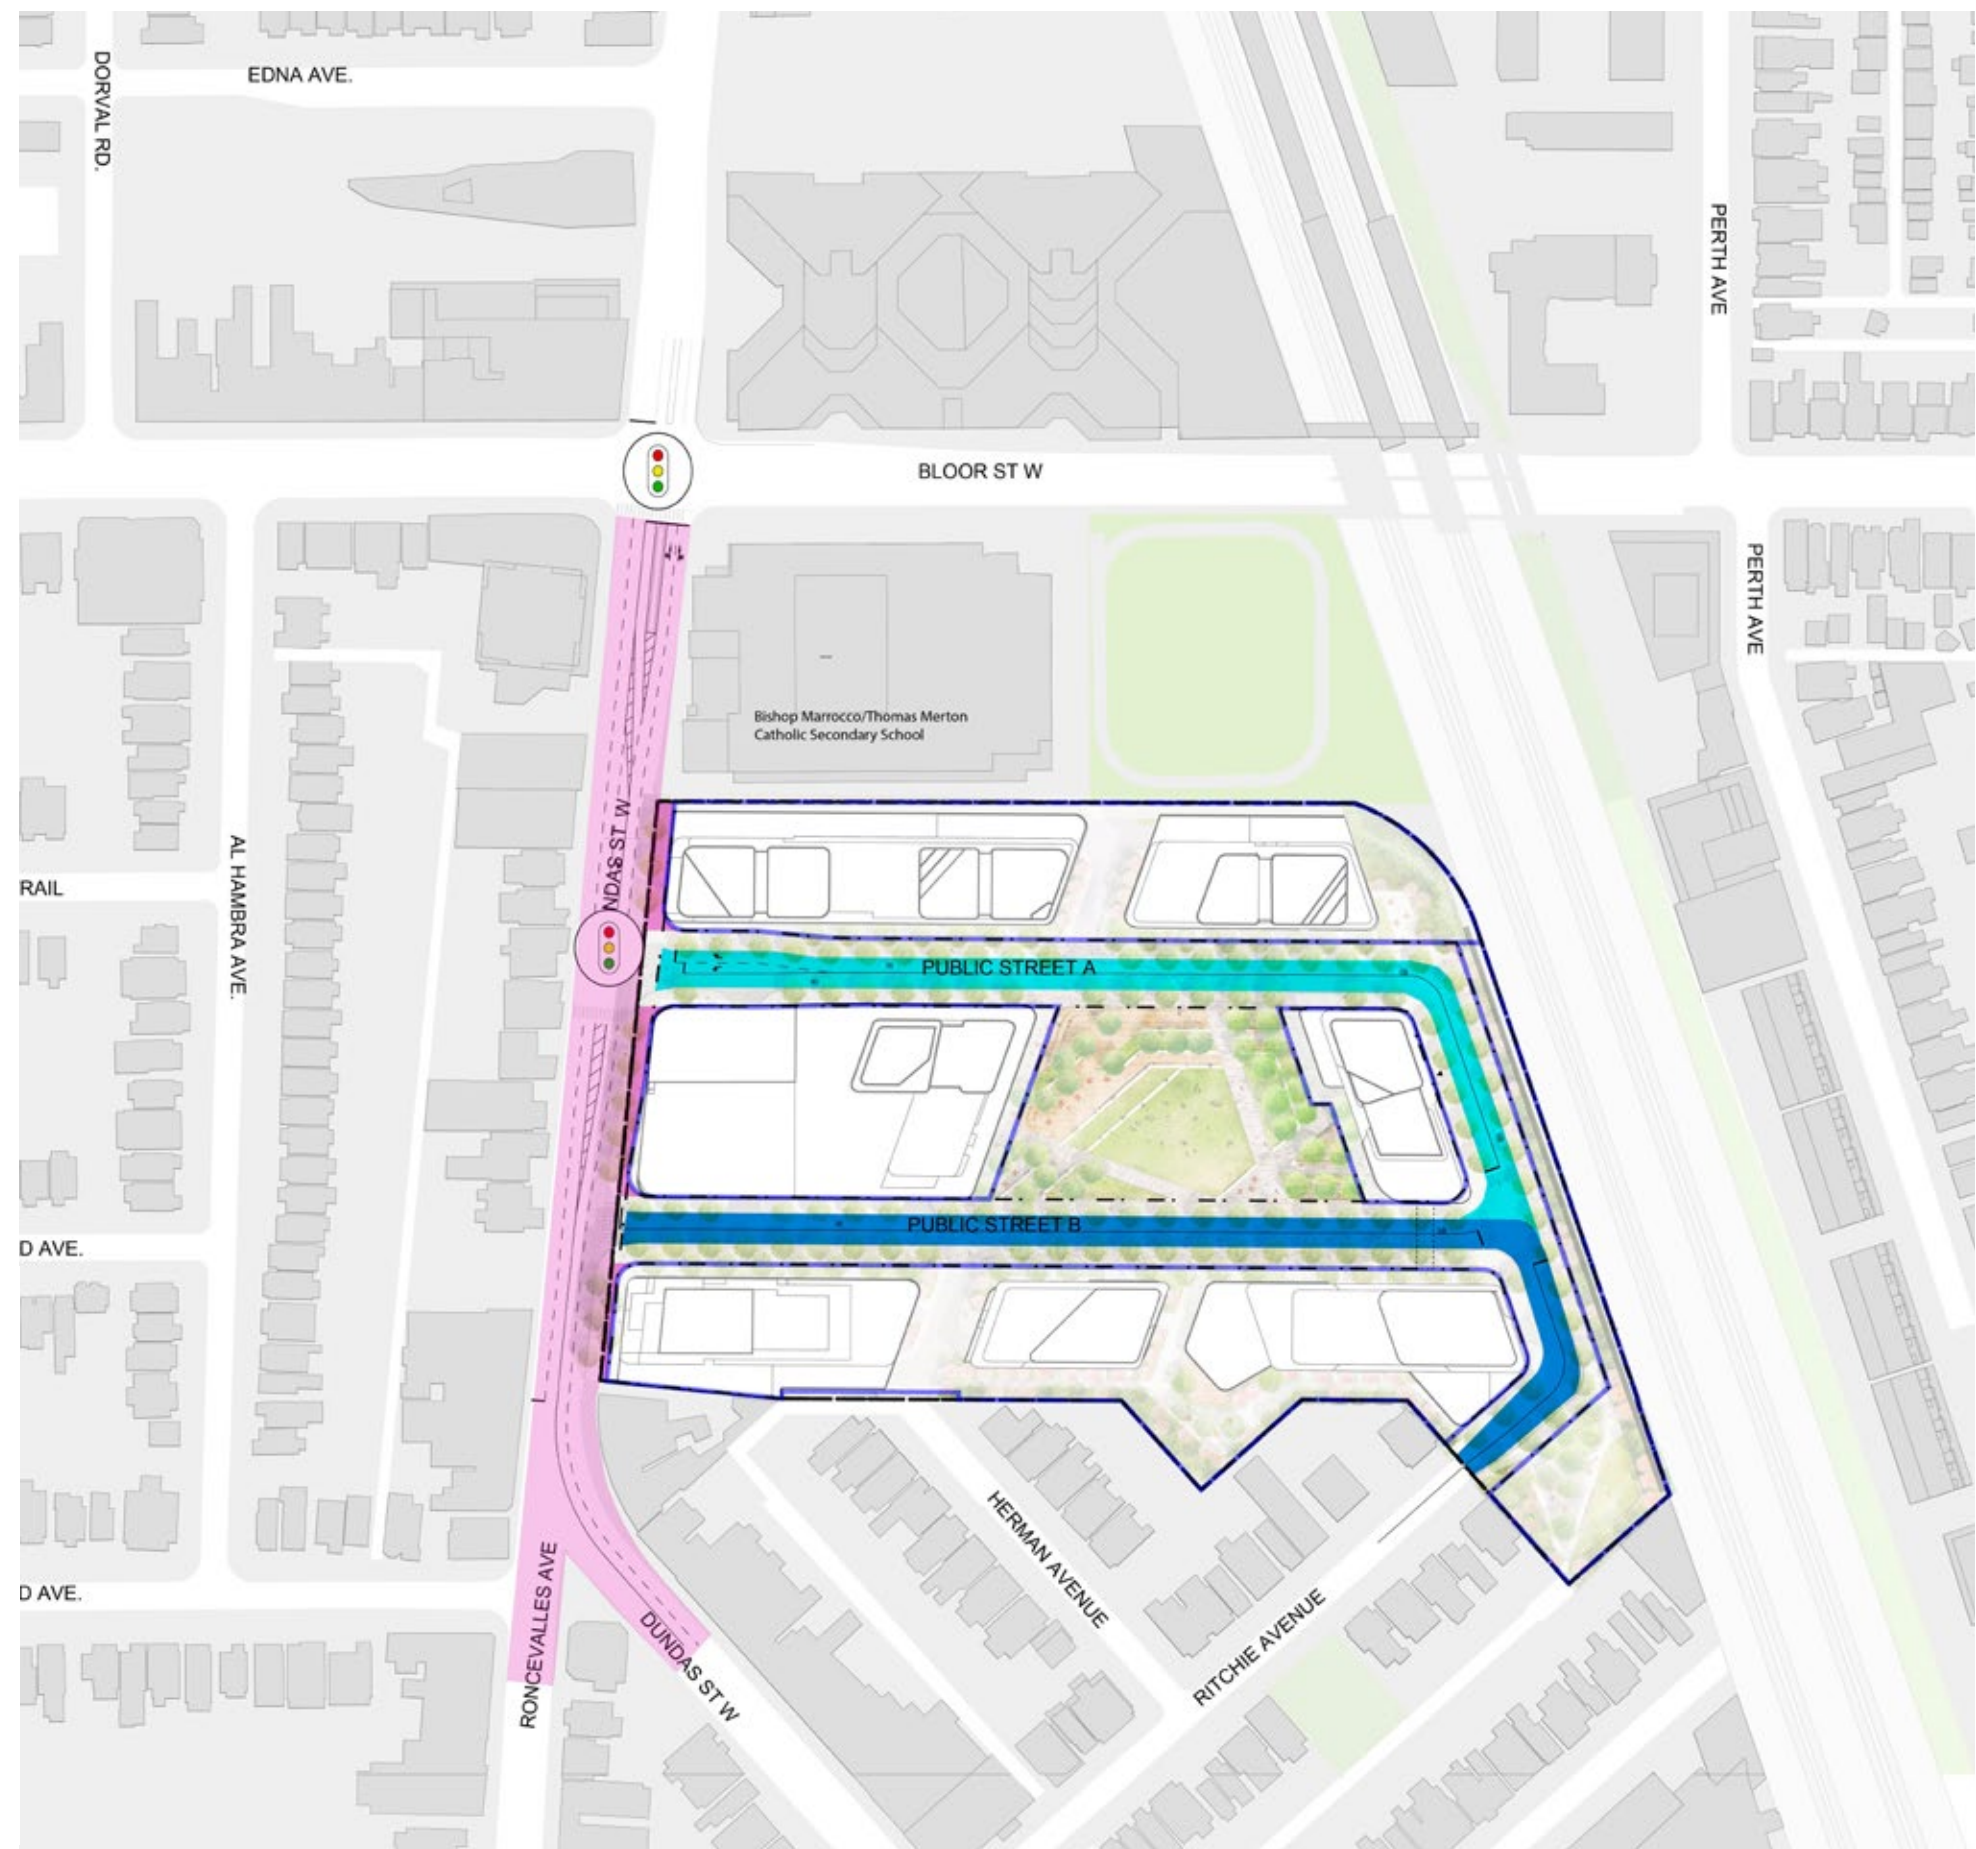 EDNA AVE.
DORVAL RD.
PERTH AVE
BLOOR ST W
PERTH AVE
Bishop Marrocco/Thomas Merton
Catholic Secondary School
NDAS ST W
RAIL
AL HAMBRA AVE.
PUBLIC STREET A
PUBLIC STREET B
D AVE.
HERMAN AVENUE
D AVE.
RONCEVALLES AVE
DUNDAS ST W
RITCHIE AVENUE